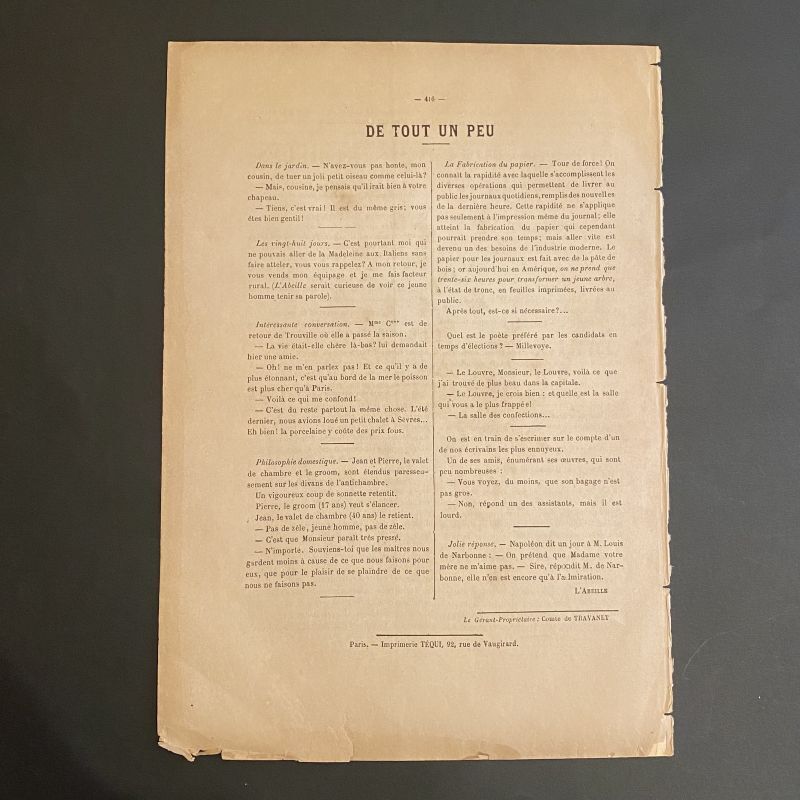 — 416 —
DE TOUT UN PEU
Dans le jardin. — N'avez-vous pas honte, mon
cousin, de tuer un joli petit oiseau comme celui-là?
— Mais, cousine, je pensais qu'il irait bien à votre
chapeau.
— Tiens, c'est vrai! Il est du même gris; vous
êtes bien gentil!
Les vingt-huit jours. — C'est pourtant moi qui
ne pouvais aller de la Madeleine aux Italiens sans
faire atteler, vous vous rappelez? A mon retour, je
vous vends mon équipage et je me fais facteur
rural. (L'Abeille serait curieuse de voir ce jeune
homme tenir sa parole).
Intéressante conversation. — Mme C*** est de
retour de Trouville où elle a passé la saison.
— La vie était-elle chère là-bas? lui demandait
hier une amie.
— Oh! ne m'en parlez pas! Et ce qu'il y a de
plus étonnant, c'est qu'au bord de la mer le poisson
est plus cher qu'à Paris.
— Voilà ce qui me confond!
— C'est du reste partout la même chose. L'été
dernier, nous avions loué un petit chalet à Sèvres...
Eh bien! la porcelaine y coûte des prix fous.
Philosophie domestique. — Jean et Pierre, le valet
de chambre et le groom, sont étendus paresseu-
sement sur les divans de l'antichambre.
Un vigoureux coup de sonnette retentit.
Pierre, le groom (17 ans) veut s'élancer.
Jean, le valet de chambre (40 ans) le retient.
— Pas de zèle, jeune homme, pas de zèle.
— C'est que Monsieur paraît très pressé.
— N'importe. Souviens-toi que les maîtres nous
gardent moins à cause de ce que nous faisons pour
eux, que pour le plaisir de se plaindre de ce que
nous ne faisons pas.
La Fabrication du papier. — Tour de force! On
connaît la rapidité avec laquelle s'accomplissent les
diverses opérations qui permettent de livrer au
public les journaux quotidiens, remplis des nouvelles
de la dernière heure. Cette rapidité ne s'applique
pas seulement à l'impression même du journal; elle
atteint la fabrication du papier qui cependant
pourrait prendre son temps; mais aller vite est
devenu un des besoins de l'industrie moderne. Le
papier pour les journaux est fait avec de la pâte de
bois; or aujourd'hui en Amérique, on ne prend que
trente-six heures pour transformer un jeune arbre,
à l'état de tronc, en feuilles imprimées, livrées au
public.
Après tout, est-ce si nécessaire?...
Quel est le poète préféré par les candidats en
temps d'élections? — Millevoye.
— Le Louvre, Monsieur, le Louvre, voilà ce que
j'ai trouvé de plus beau dans la capitale.
— Le Louvre, je crois bien: et quelle est la salle
qui vous a le plus frappée!
— La salle des confections...
On est en train de s'escrimer sur le compte d'un
de nos écrivains les plus ennuyeux.
Un de ses amis, énumérant ses œuvres, qui sont
peu nombreuses:
— Vous voyez, du moins, que son bagage n'est
pas gros.
— Non, répond un des assistants, mais il est
lourd.
Jolie réponse. — Napoléon dit un jour à M. Louis
de Narbonne: — On prétend que Madame votre
mère ne m'aime pas. — Sire, répondit M. de Nar-
bonne, elle n'en est encore qu'à l'admiration.
L'ABEILLE
Le Gérant-Propriétaire: Comte de TRAVANET
Paris. — Imprimerie TÉQUI, 92, rue de Vaugirard.